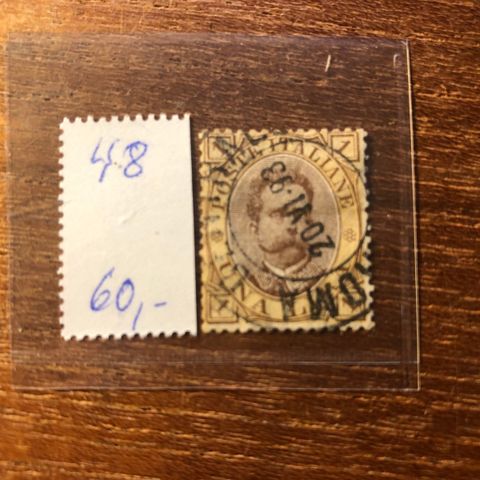 48
60,-
POSTE ITALIANE
1
1
20·VI·93
ROMA
UNA LIRA